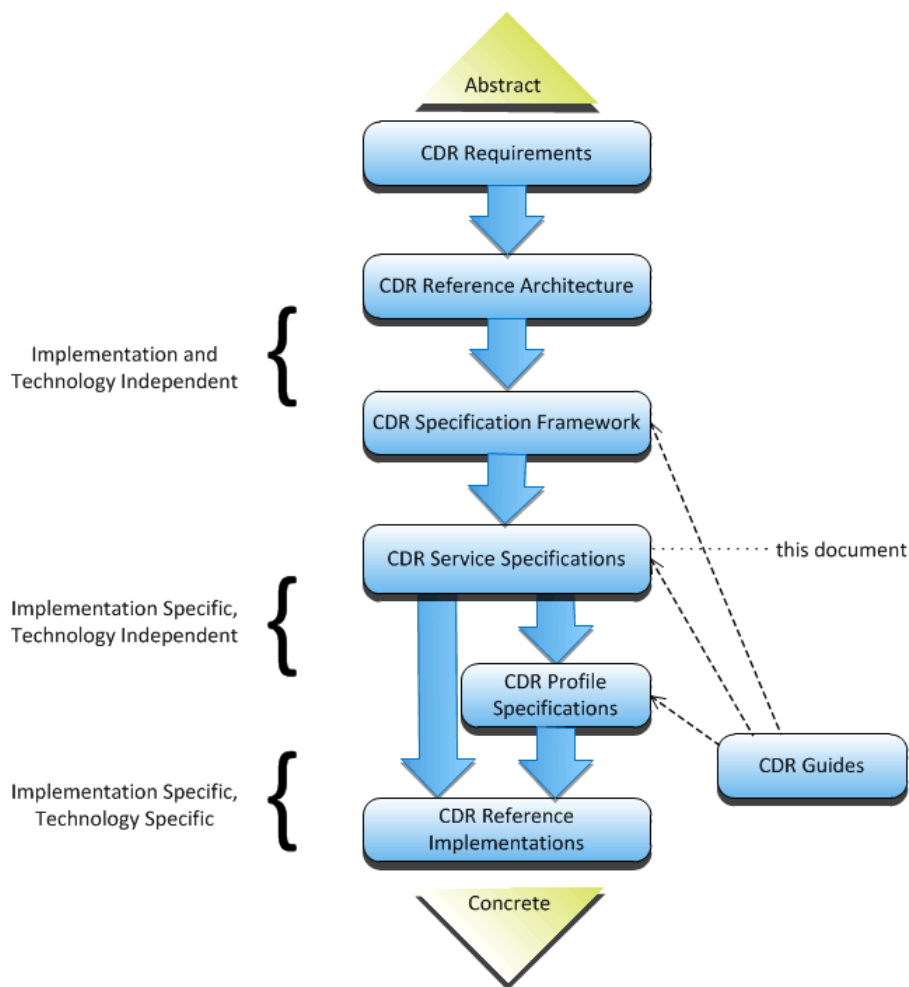 Abstract
CDR Requirements
CDR Reference Architecture
Implementation and
Technology Independent
CDR Specification Framework
CDR Service Specifications
this document
Implementation Specific,
Technology Independent
CDR Profile
Specifications
CDR Guides
Implementation Specific,
Technology Specific
CDR Reference
Implementations
Concrete